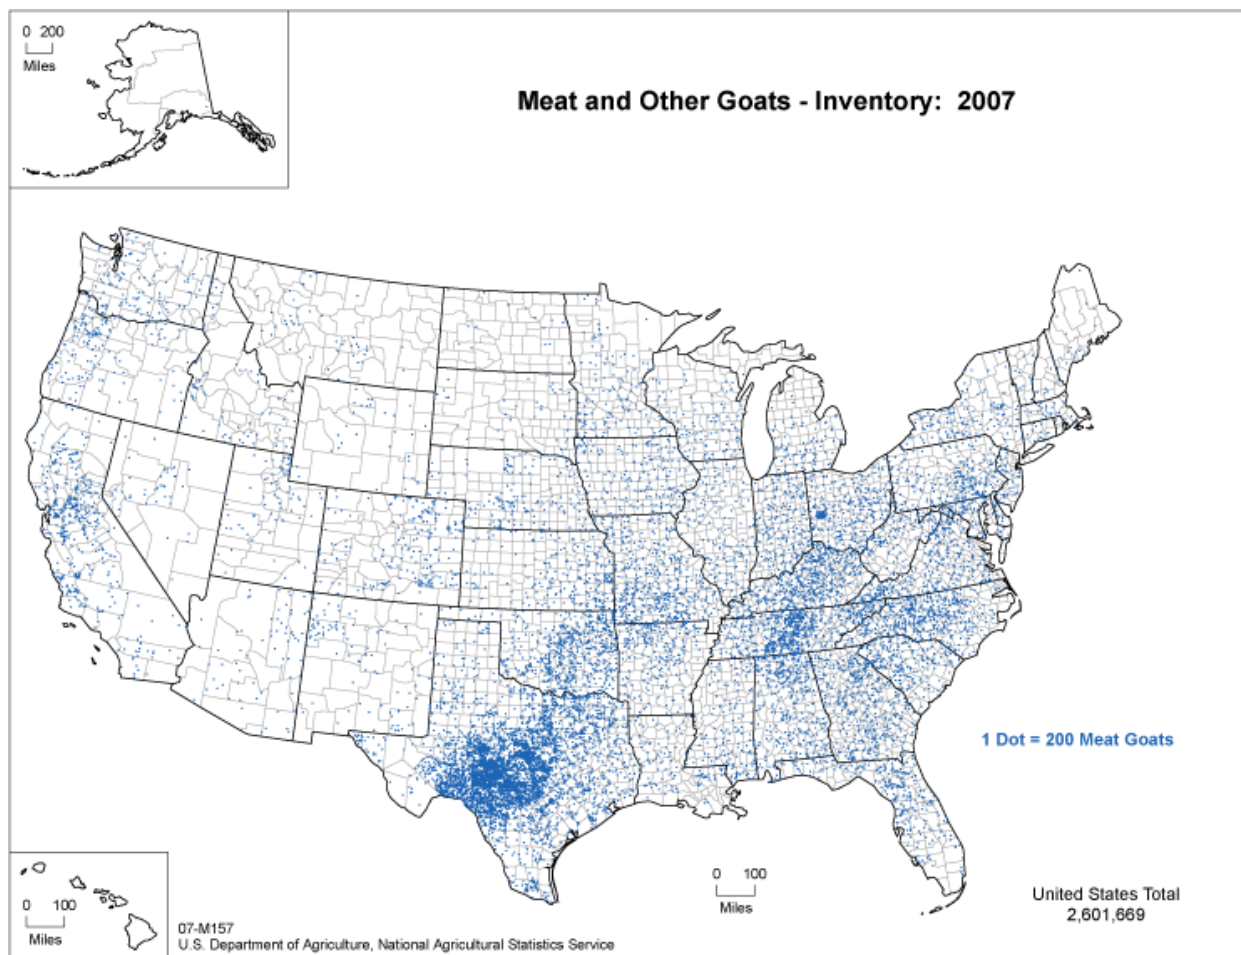 0 200
Miles
Meat and Other Goats - Inventory: 2007
1 Dot = 200 Meat Goats
0 100
Miles
0 100
Miles
United States Total
2,601,669
07-M157
U.S. Department of Agriculture, National Agricultural Statistics Service